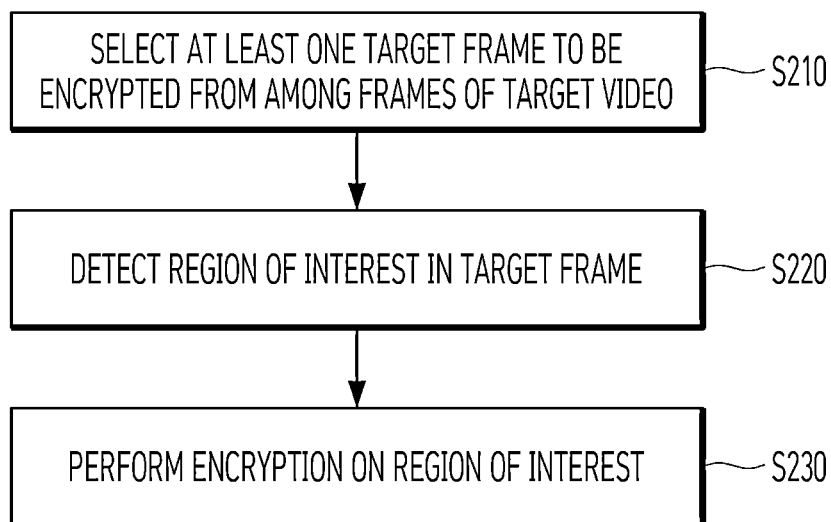 SELECT AT LEAST ONE TARGET FRAME TO BE
ENCRYPTED FROM AMONG FRAMES OF TARGET VIDEO
S210
DETECT REGION OF INTEREST IN TARGET FRAME
S220
PERFORM ENCRYPTION ON REGION OF INTEREST
S230